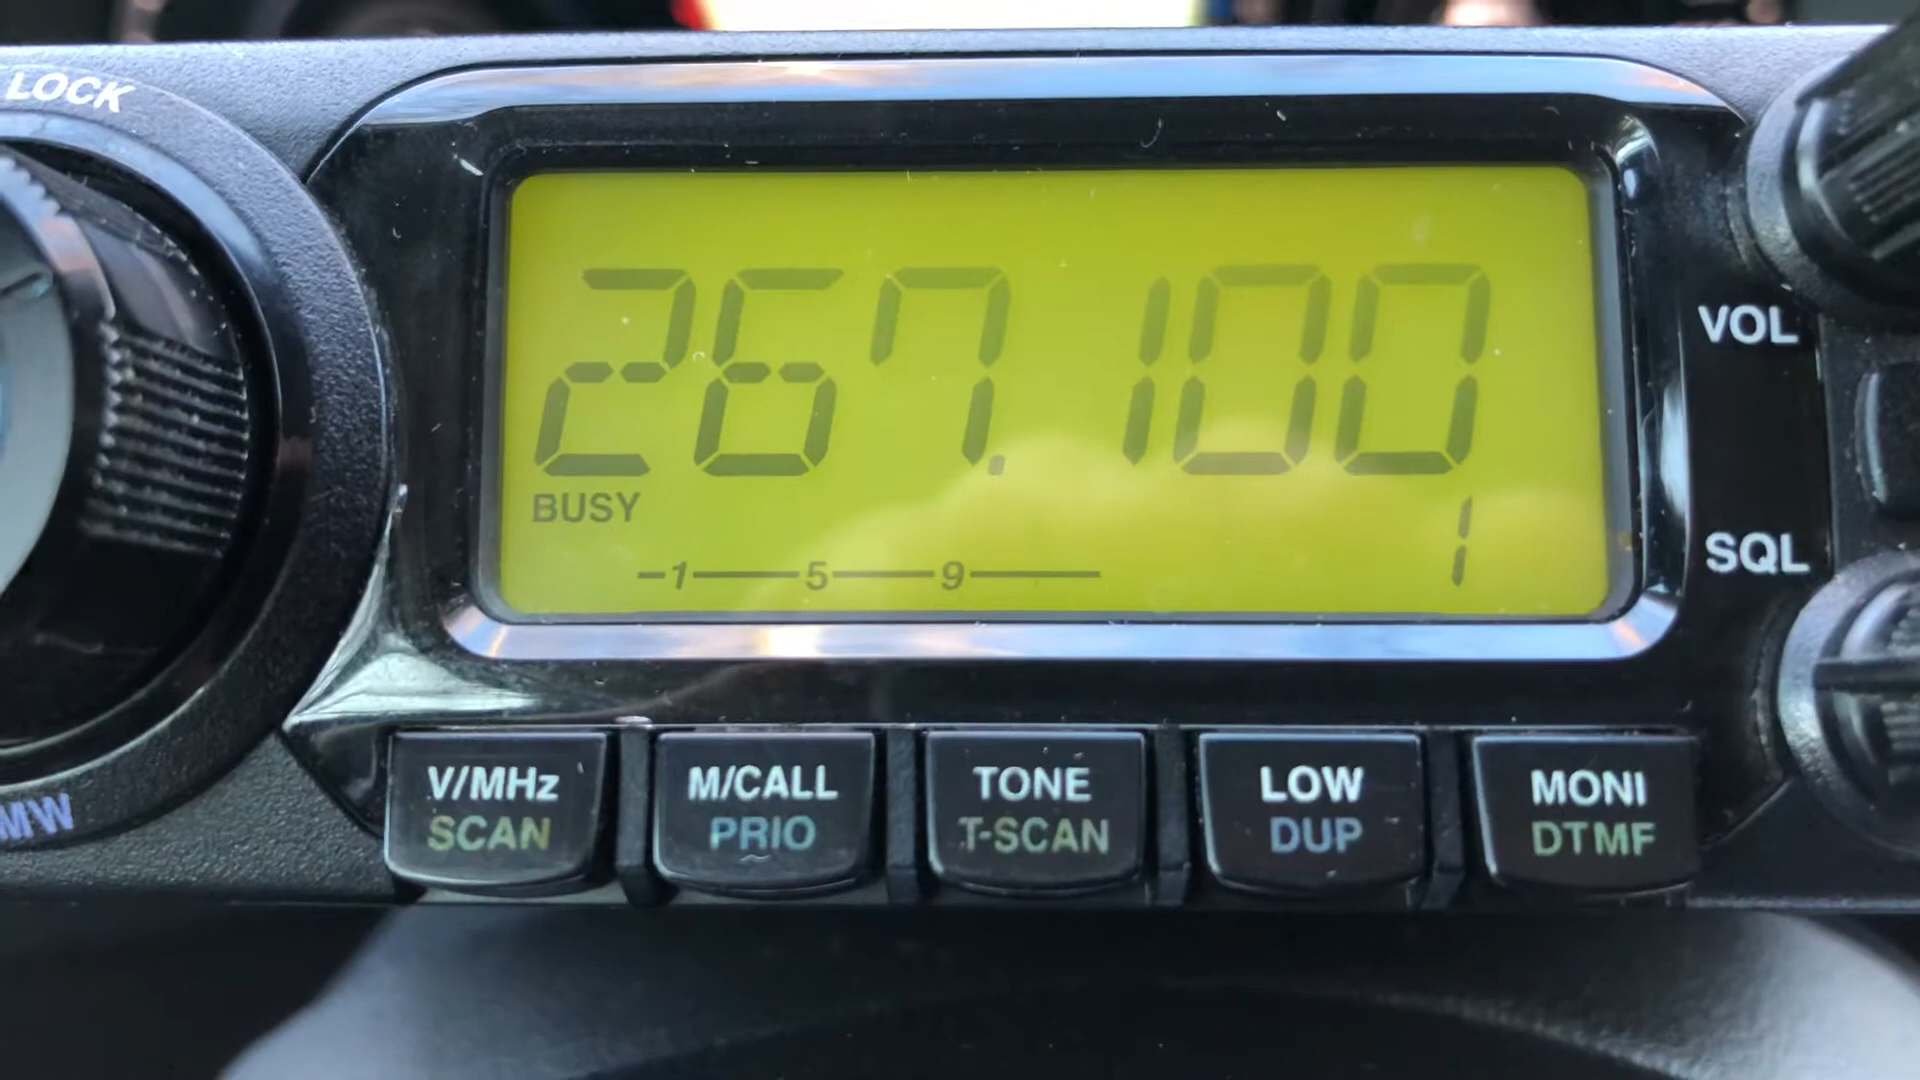 LOCK
267.100
BUSY
1 5 9
1
VOL
SQL
MW
V/MHz
SCAN
M/CALL
PRIO
TONE
T-SCAN
LOW
DUP
MONI
DTMF